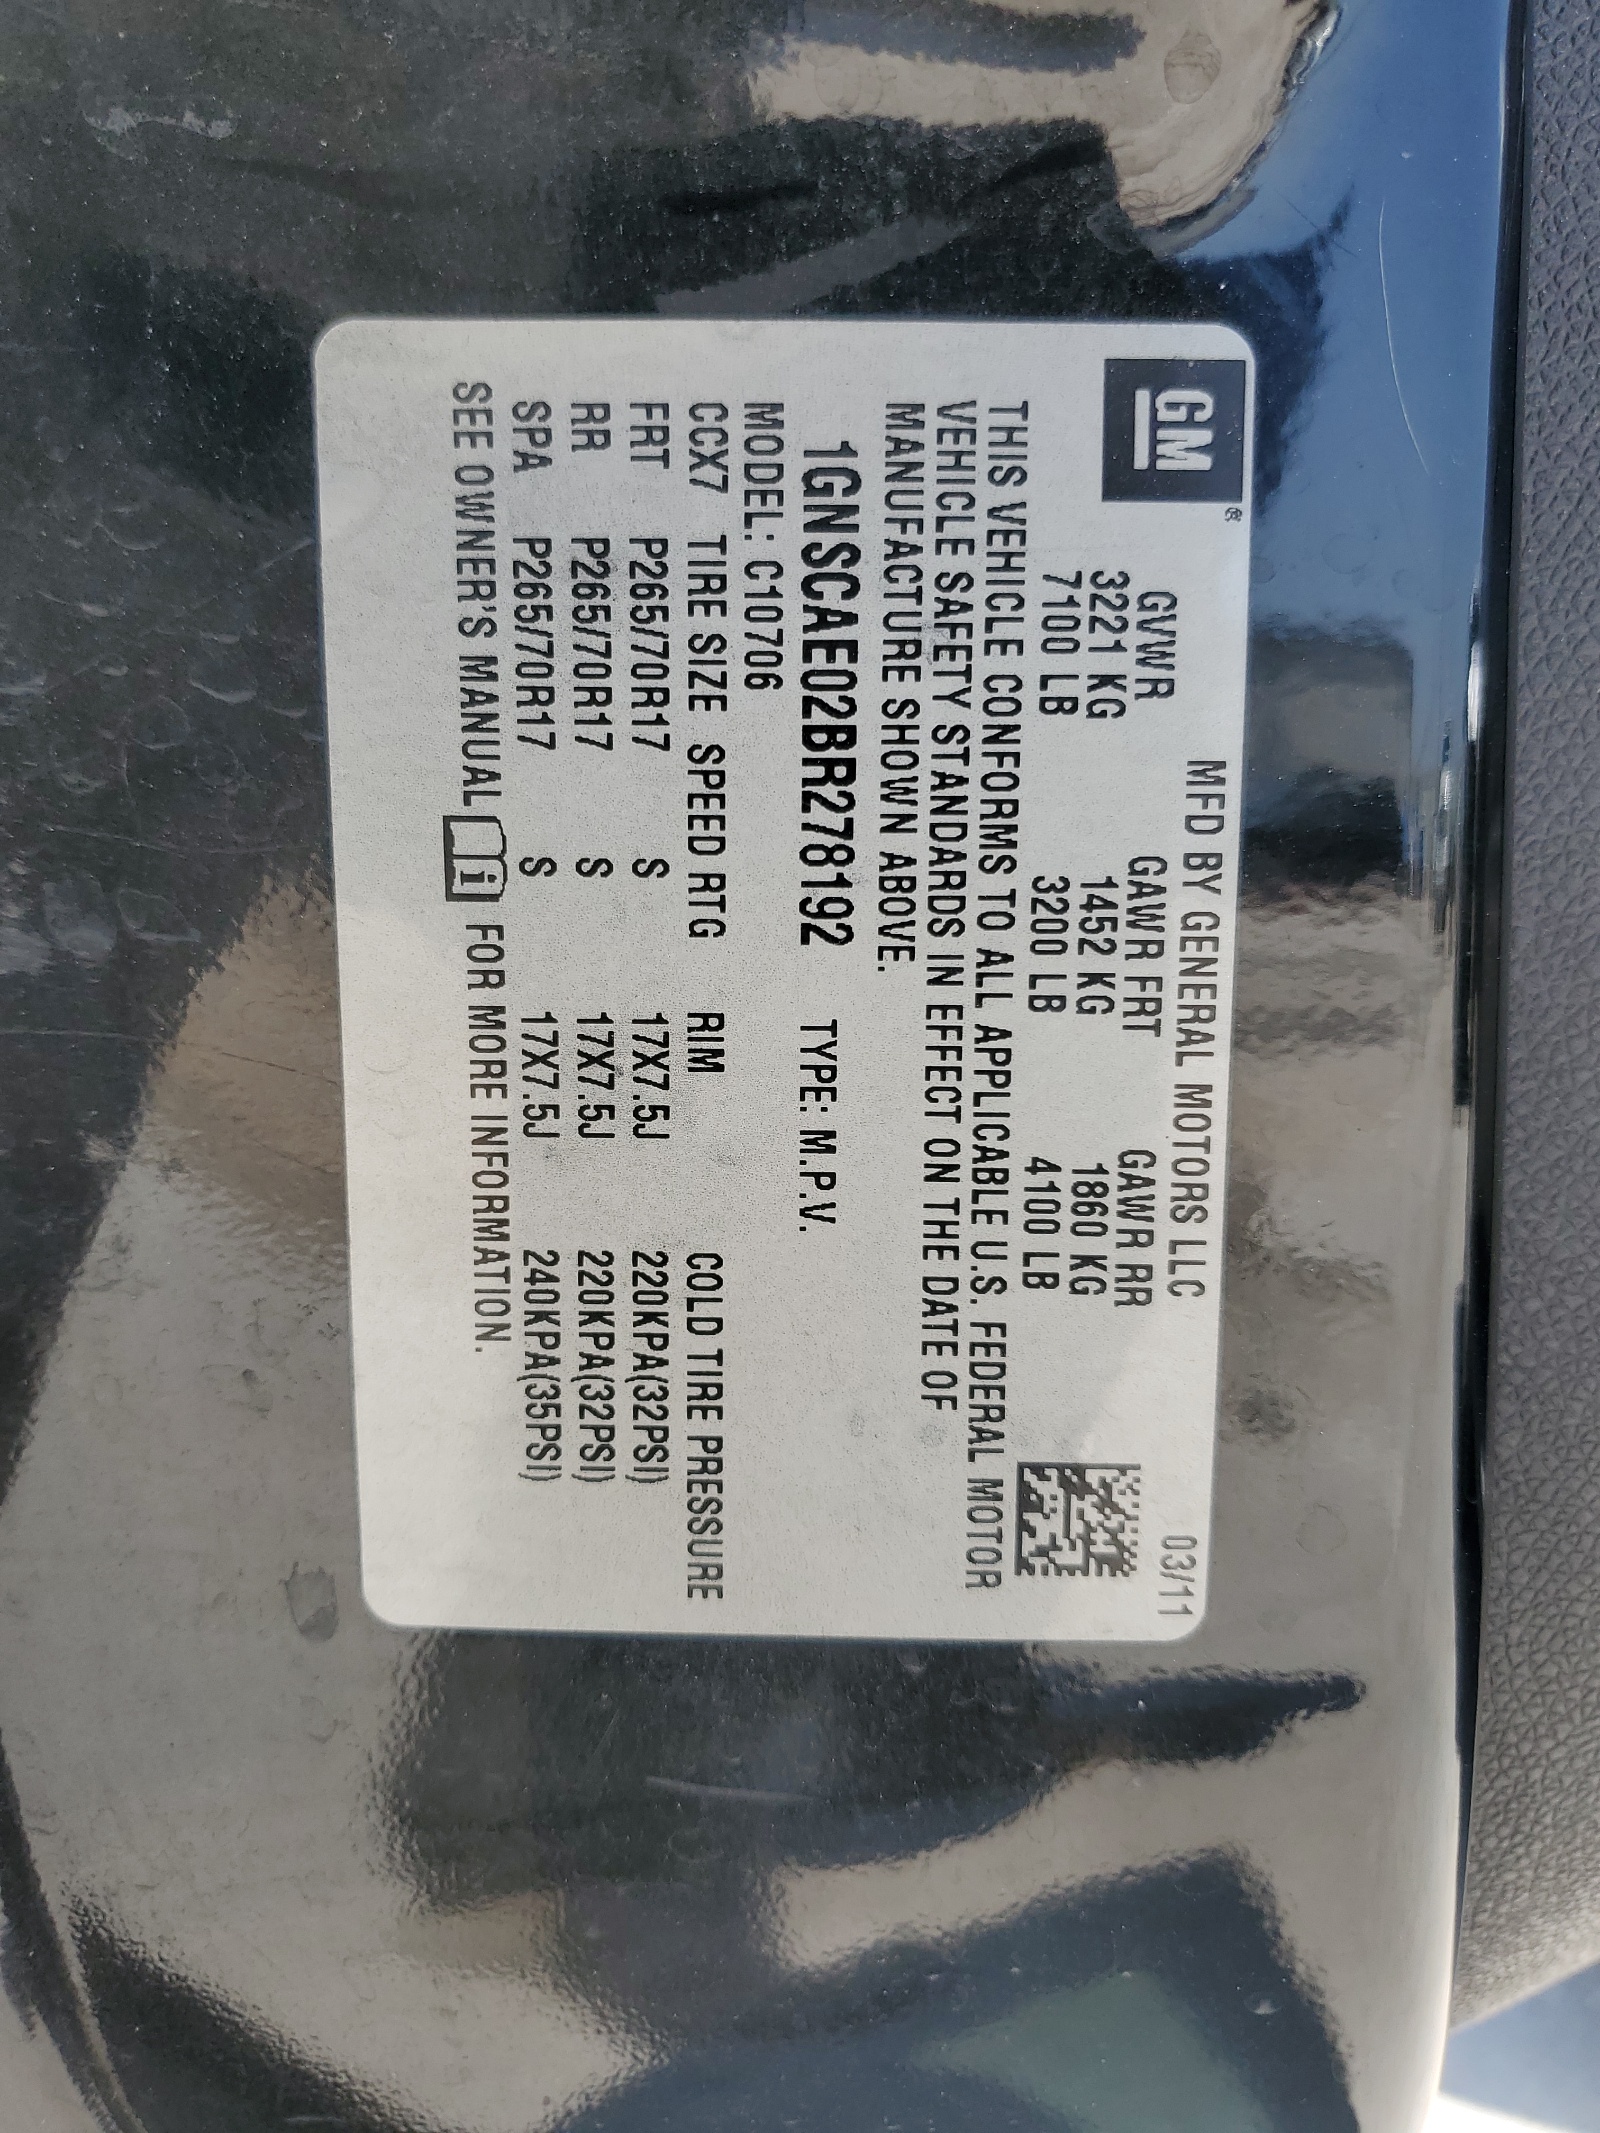 GM®
MFD BY GENERAL MOTORS LLC 03/11
GVWR GAWR FRT GAWR RR
3221 KG 1452 KG 1860 KG
7100 LB 3200 LB 4100 LB
THIS VEHICLE CONFORMS TO ALL APPLICABLE U.S. FEDERAL MOTOR
VEHICLE SAFETY STANDARDS IN EFFECT ON THE DATE OF
MANUFACTURE SHOWN ABOVE.
1GNSCAE02BR278192 TYPE: M.P.V.
MODEL: C10706
CCX7 TIRE SIZE SPEED RTG RIM COLD TIRE PRESSURE
FRT P265/70R17 S 17X7.5J 220KPA(32PSI)
RR P265/70R17 S 17X7.5J 220KPA(32PSI)
SPA P265/70R17 S 17X7.5J 240KPA(35PSI)
SEE OWNER'S MANUAL i FOR MORE INFORMATION.